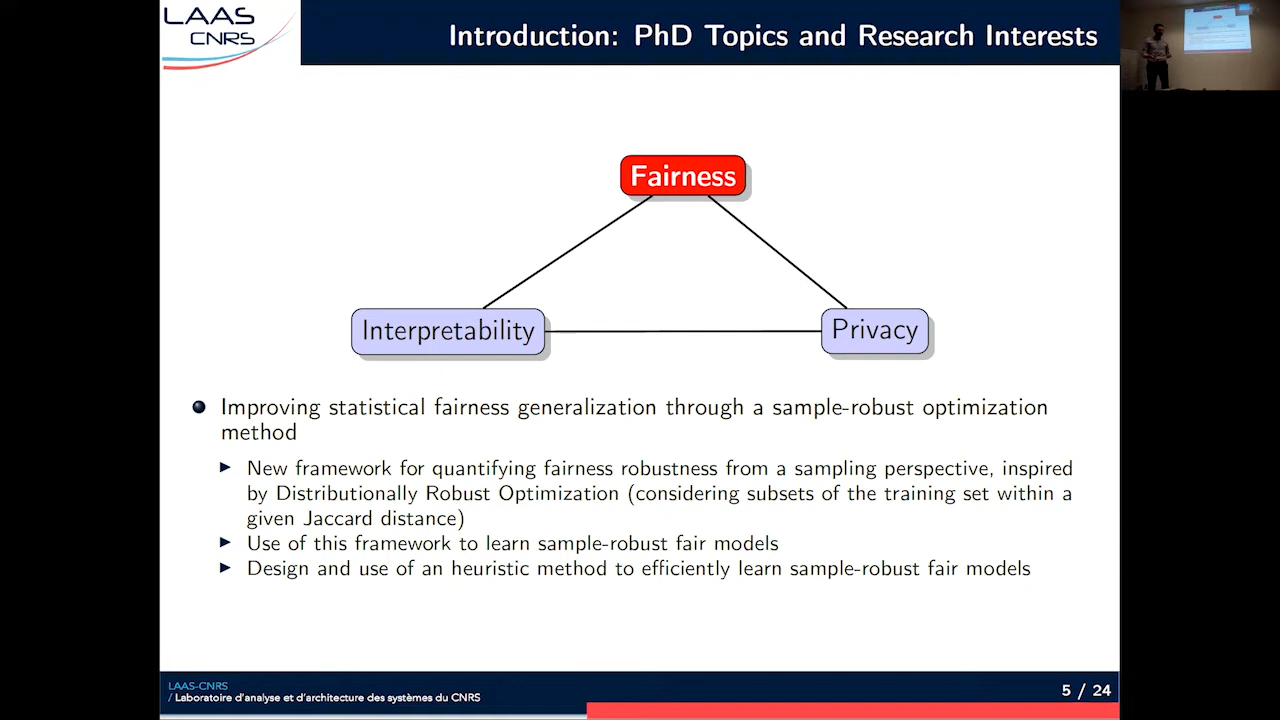 LAAS
CNRS
Introduction: PhD Topics and Research Interests
Fairness
Interpretability
Privacy
Improving statistical fairness generalization through a sample-robust optimization
method
New framework for quantifying fairness robustness from a sampling perspective, inspired
by Distributionally Robust Optimization (considering subsets of the training set within a
given Jaccard distance)
Use of this framework to learn sample-robust fair models
Design and use of an heuristic method to efficiently learn sample-robust fair models
LAAS-CNRS
/ Laboratoire d'analyse et d'architecture des systèmes du CNRS
5 / 24